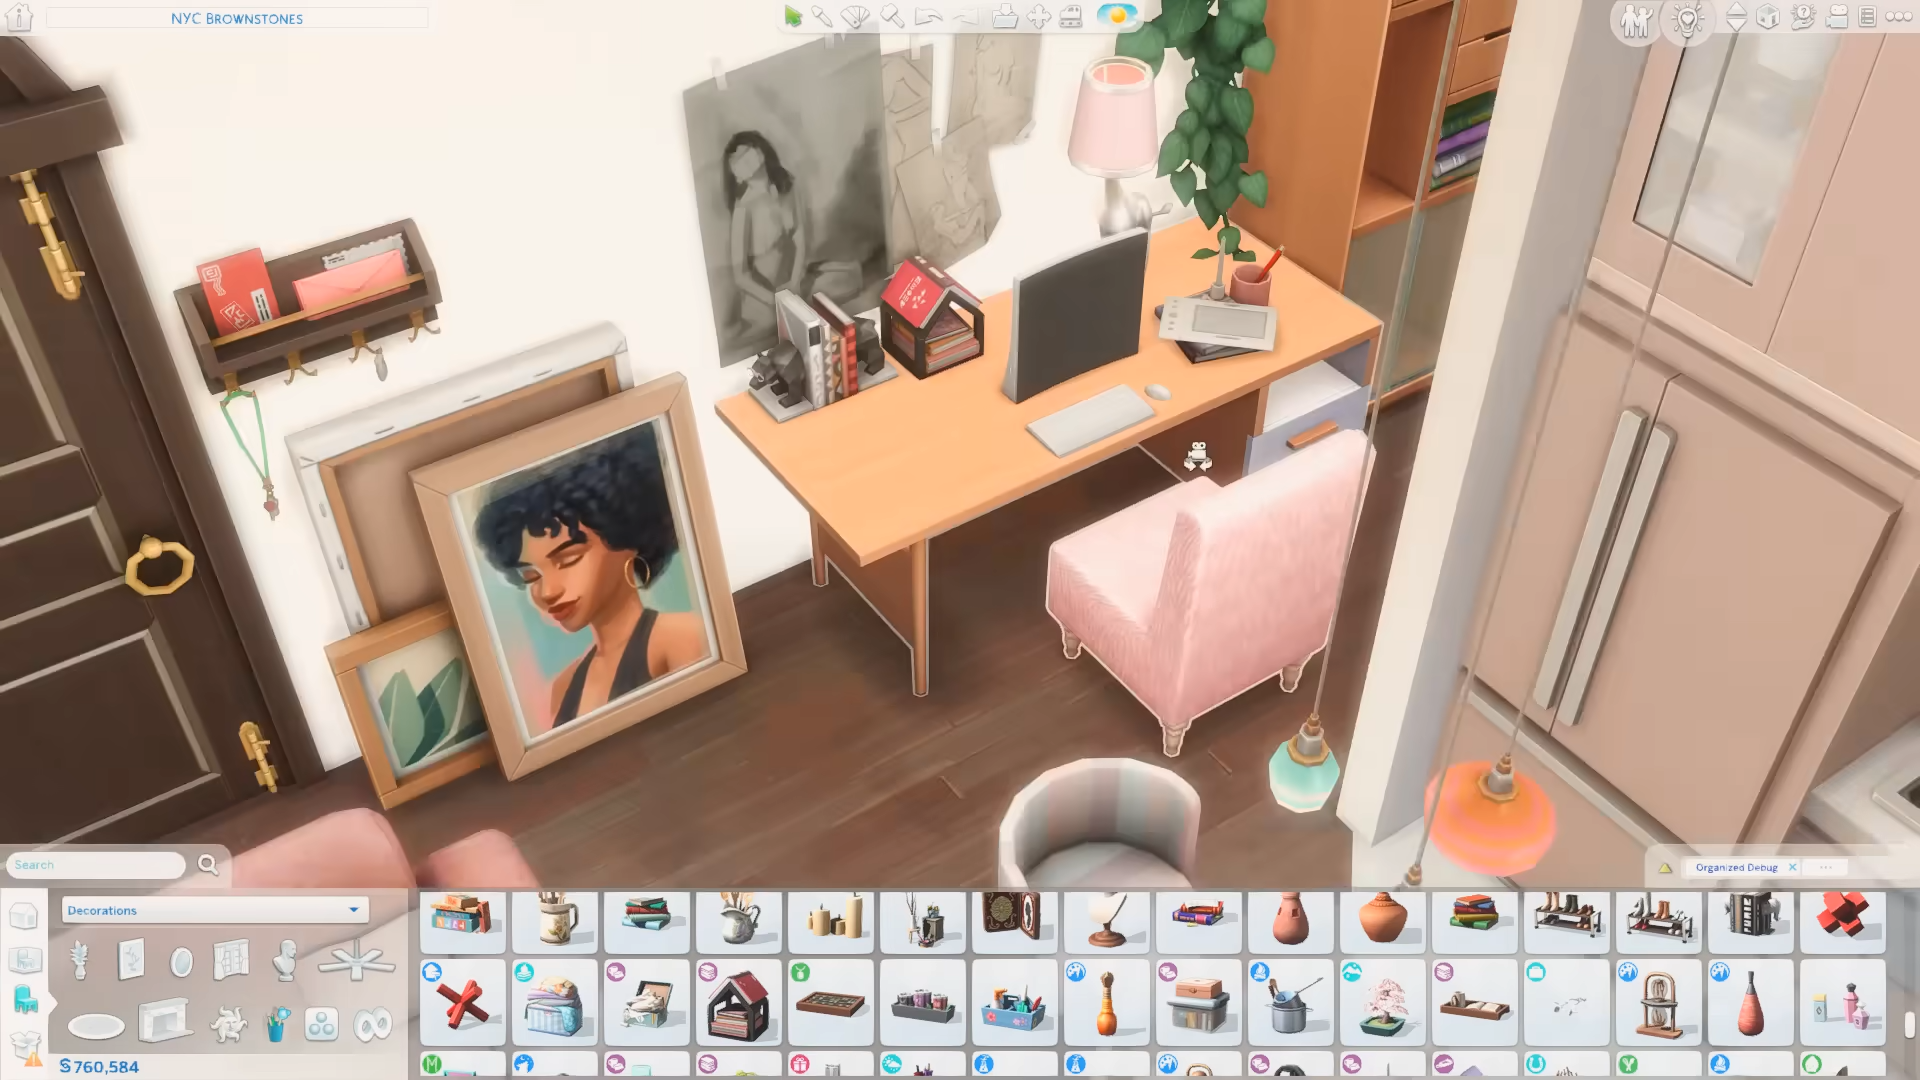 NYC Brownstones
Search
Organized Debug
Decorations
§760,584